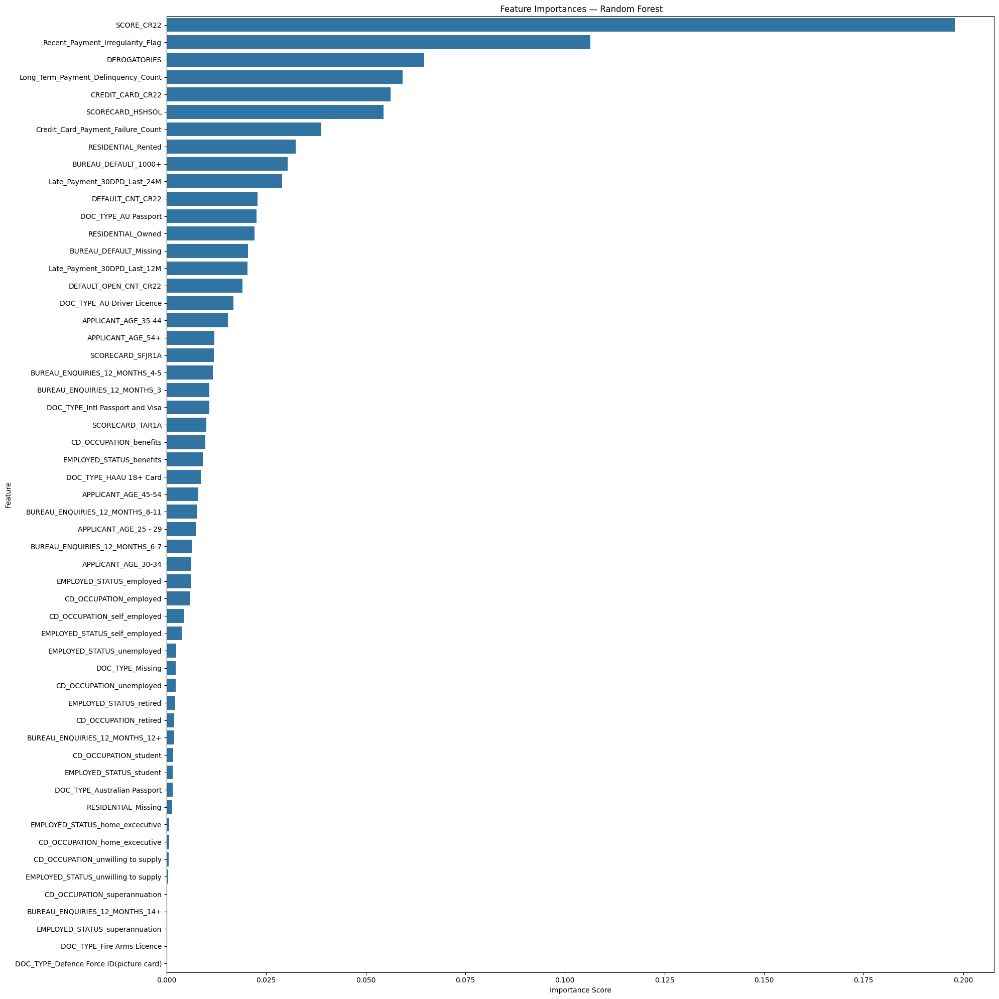 Feature Importances — Random Forest
SCORE_CR22
Recent_Payment_Irregularity_Flag
DEROGATORIES
Long_Term_Payment_Delinquency_Count
CREDIT_CARD_CR22
SCORECARD_HSHSOL
Credit_Card_Payment_Failure_Count
RESIDENTIAL_Rented
BUREAU_DEFAULT_1000+
Late_Payment_30DPD_Last_24M
DEFAULT_CNT_CR22
DOC_TYPE_AU Passport
RESIDENTIAL_Owned
BUREAU_DEFAULT_Missing
Late_Payment_30DPD_Last_12M
DEFAULT_OPEN_CNT_CR22
DOC_TYPE_AU Driver Licence
APPLICANT_AGE_35-44
APPLICANT_AGE_54+
SCORECARD_SFJR1A
BUREAU_ENQUIRIES_12_MONTHS_4-5
BUREAU_ENQUIRIES_12_MONTHS_3
DOC_TYPE_Intl Passport and Visa
SCORECARD_TAR1A
CD_OCCUPATION_benefits
EMPLOYED_STATUS_benefits
DOC_TYPE_HAAU 18+ Card
APPLICANT_AGE_45-54
BUREAU_ENQUIRIES_12_MONTHS_8-11
APPLICANT_AGE_25 - 29
BUREAU_ENQUIRIES_12_MONTHS_6-7
APPLICANT_AGE_30-34
EMPLOYED_STATUS_employed
CD_OCCUPATION_employed
CD_OCCUPATION_self_employed
EMPLOYED_STATUS_self_employed
EMPLOYED_STATUS_unemployed
DOC_TYPE_Missing
CD_OCCUPATION_unemployed
EMPLOYED_STATUS_retired
CD_OCCUPATION_retired
BUREAU_ENQUIRIES_12_MONTHS_12+
CD_OCCUPATION_student
EMPLOYED_STATUS_student
DOC_TYPE_Australian Passport
RESIDENTIAL_Missing
EMPLOYED_STATUS_home_excecutive
CD_OCCUPATION_home_excecutive
CD_OCCUPATION_unwilling to supply
EMPLOYED_STATUS_unwilling to supply
CD_OCCUPATION_superannuation
BUREAU_ENQUIRIES_12_MONTHS_14+
EMPLOYED_STATUS_superannuation
DOC_TYPE_Fire Arms Licence
DOC_TYPE_Defence Force ID(picture card)
Feature
0.000 0.025 0.050 0.075 0.100 0.125 0.150 0.175 0.200
Importance Score